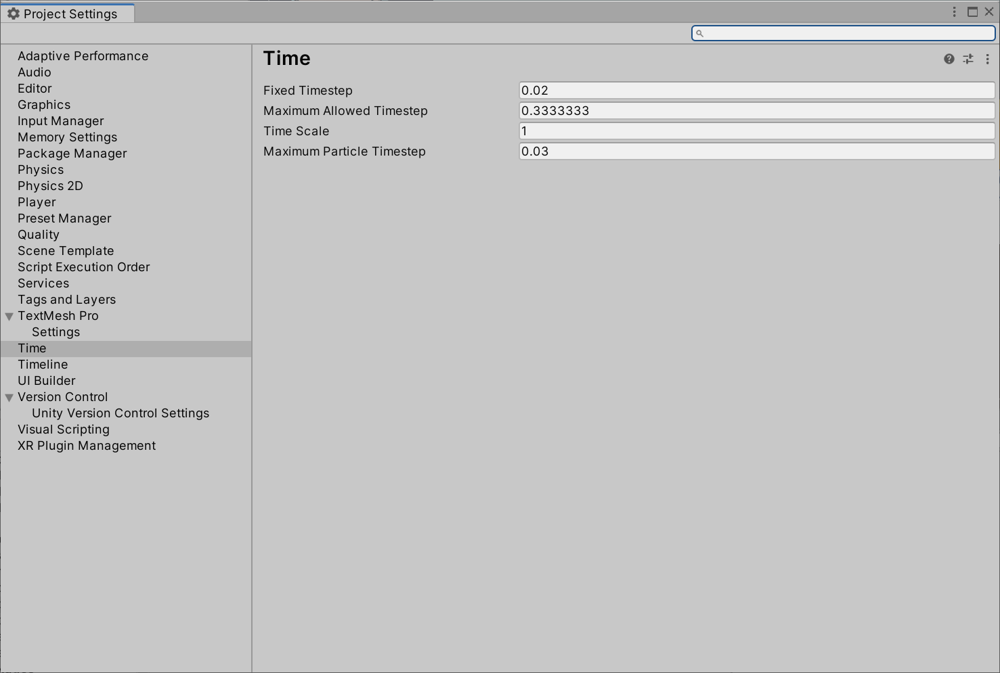 Project Settings
Adaptive Performance
Audio
Editor
Graphics
Input Manager
Memory Settings
Package Manager
Physics
Physics 2D
Player
Preset Manager
Quality
Scene Template
Script Execution Order
Services
Tags and Layers
TextMesh Pro
Settings
Time
Timeline
UI Builder
Version Control
Unity Version Control Settings
Visual Scripting
XR Plugin Management
Time
Fixed Timestep 0.02
Maximum Allowed Timestep 0.3333333
Time Scale 1
Maximum Particle Timestep 0.03